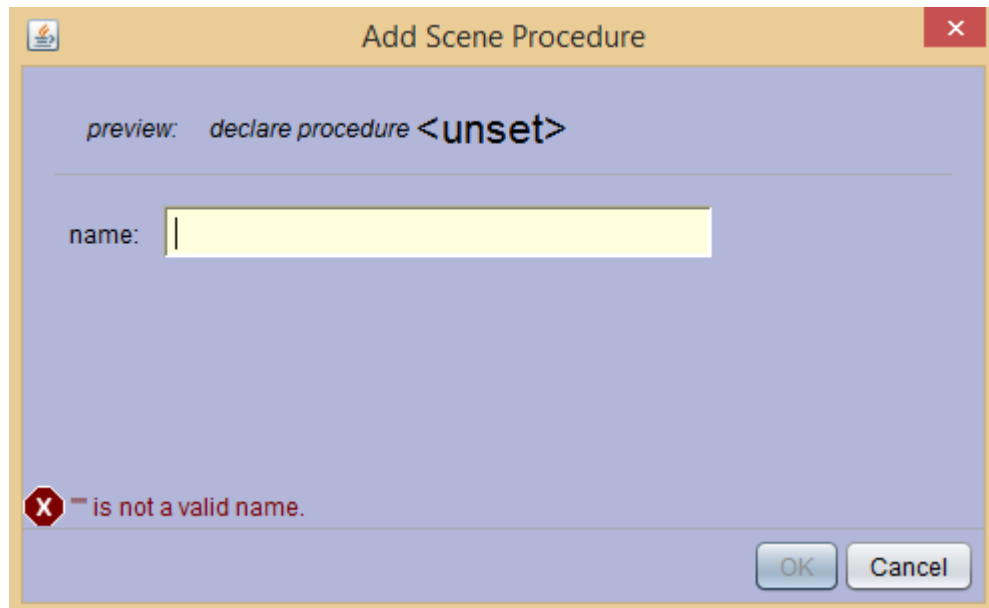 Add Scene Procedure
preview: declare procedure <unset>
name:
"" is not a valid name.
OK Cancel